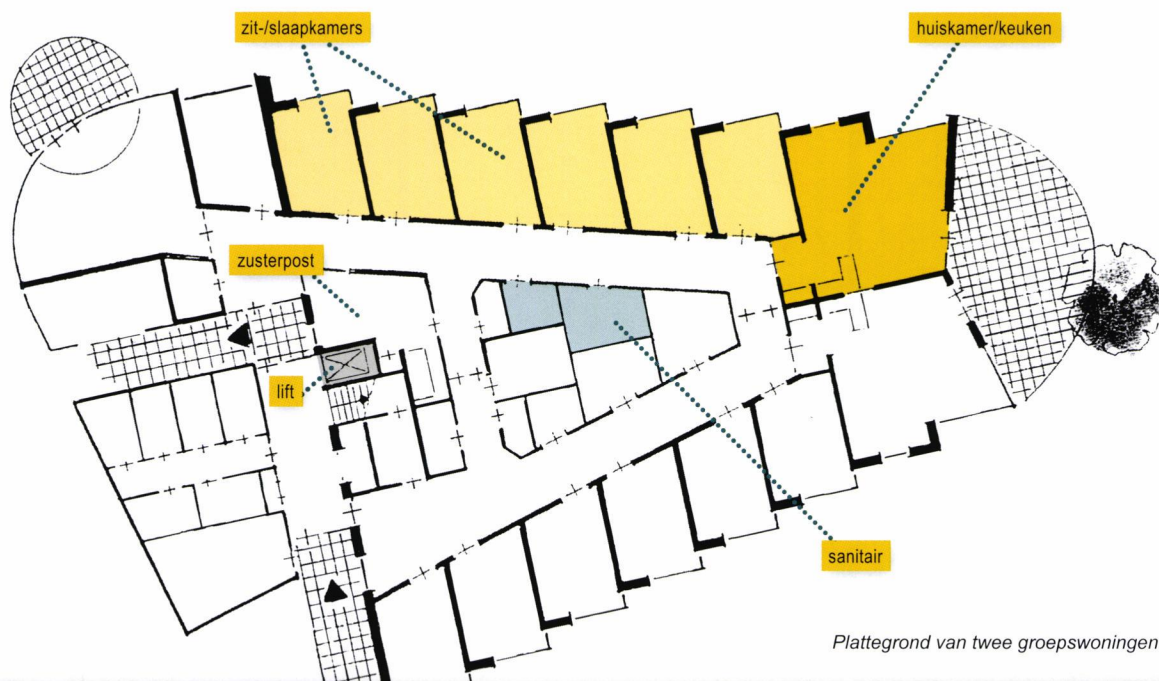 zit-/slaapkamers
huiskamer/keuken
zusterpost
lift
sanitair
Plattegrond van twee groepswoningen